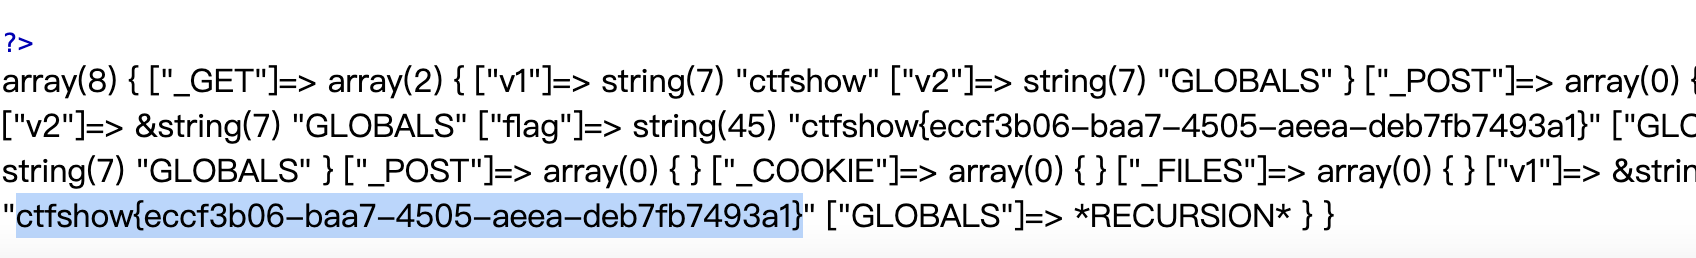 ?>
array(8) { ["_GET"]=> array(2) { ["v1"]=> string(7) "ctfshow" ["v2"]=> string(7) "GLOBALS" } ["_POST"]=> array(0) {
["v2"]=> &string(7) "GLOBALS" ["flag"]=> string(45) "ctfshow{eccf3b06-baa7-4505-aeea-deb7fb7493a1}" ["GLO
string(7) "GLOBALS" } ["_POST"]=> array(0) { } ["_COOKIE"]=> array(0) { } ["_FILES"]=> array(0) { } ["v1"]=> &strin
"ctfshow{eccf3b06-baa7-4505-aeea-deb7fb7493a1}" ["GLOBALS"]=> *RECURSION* } }